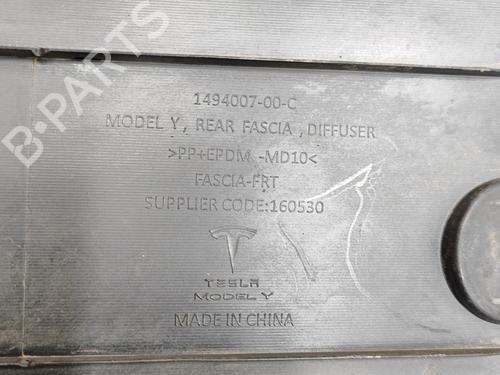 1494007-00-C
MODEL Y, REAR FASCIA ,DIFFUSER
>PP+EPDM -MD10<
FASCIA-FRT
SUPPLIER CODE:160530
TESLA
MODEL Y
MADE IN CHINA